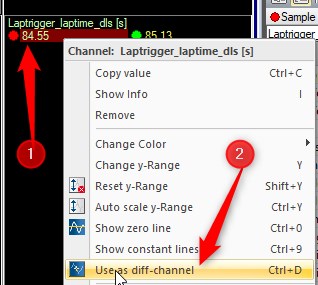 Laptrigger_laptime_dls [s]
84.55
85.13
Sample
Laptrigger
Channel: Laptrigger_laptime_dls [s]
Copy value Ctrl+C
Show Info I
Remove
Change Color
Change y-Range Y
Reset y-Range Shift+Y
Auto scale y-Range Ctrl+Y
Show zero line Ctrl+0
Show constant lines Ctrl+9
Use as diff-channel Ctrl+D
1
2